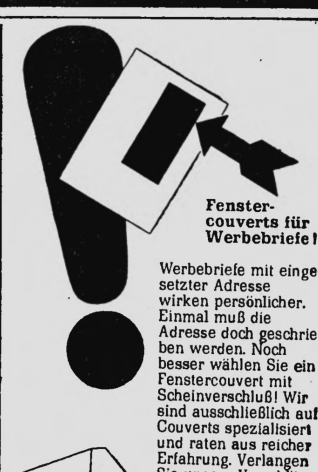 Fenster-
couverts für
Werbebriefe!
Werbebriefe mit einge
setzter Adresse
wirken persönlicher.
Einmal muß die
Adresse doch geschrie
ben werden. Noch
besser wählen Sie ein
Fenstercouvert mit
Scheinverschluß! Wir
sind ausschließlich auf
Couverts spezialisiert
und raten aus reicher
Erfahrung. Verlangen